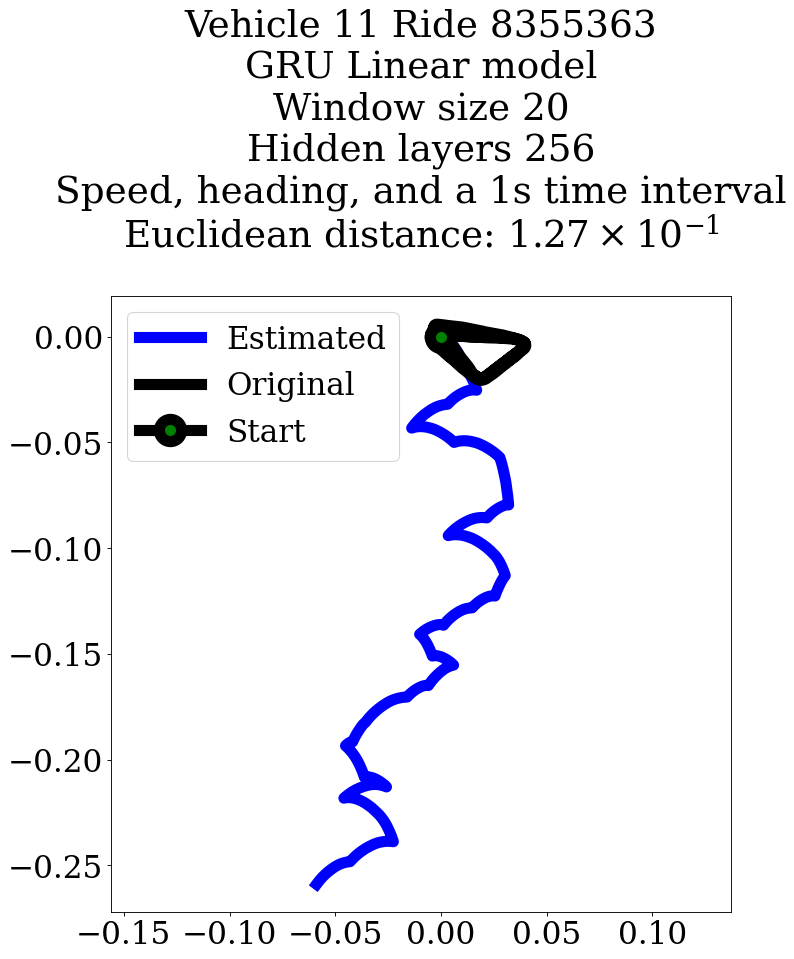 Vehicle 11 Ride 8355363
GRU Linear model
Window size 20
Hidden layers 256
Speed, heading, and a 1s time interval
Euclidean distance: 1.27 × 10⁻¹
Estimated
Original
Start
0.00
−0.05
−0.10
−0.15
−0.20
−0.25
−0.15 −0.10 −0.05 0.00 0.05 0.10